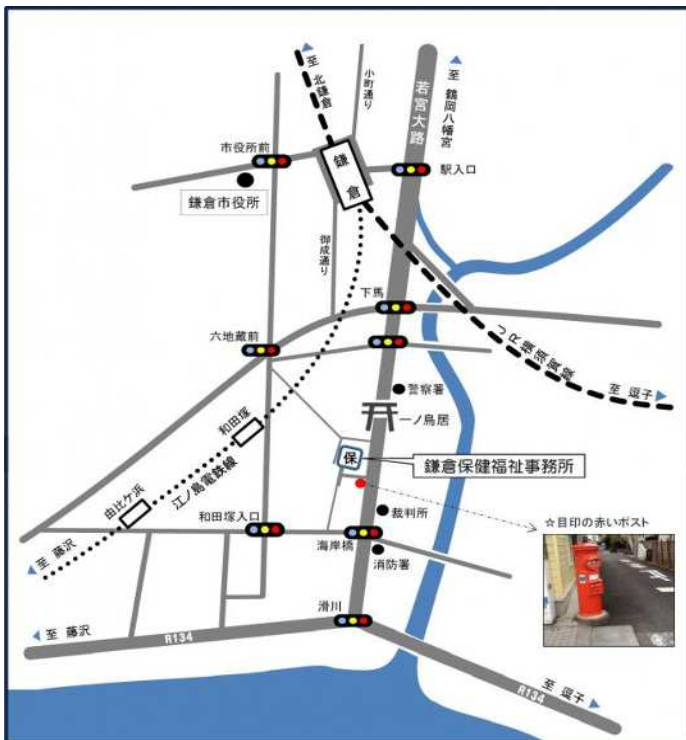 至 北鎌倉
小町通り
若宮大路
至 鶴岡八幡宮
市役所前
鎌倉
駅入口
鎌倉市役所
御成通り
下馬
六地蔵前
JR横須賀線
警察署
至 逗子
一ノ鳥居
和田塚
保
鎌倉保健福祉事務所
江ノ島電鉄線
由比ケ浜
裁判所
☆目印の赤いポスト
和田塚入口
海岸橋
消防署
至 藤沢
滑川
至 藤沢
R134
至 逗子
R134